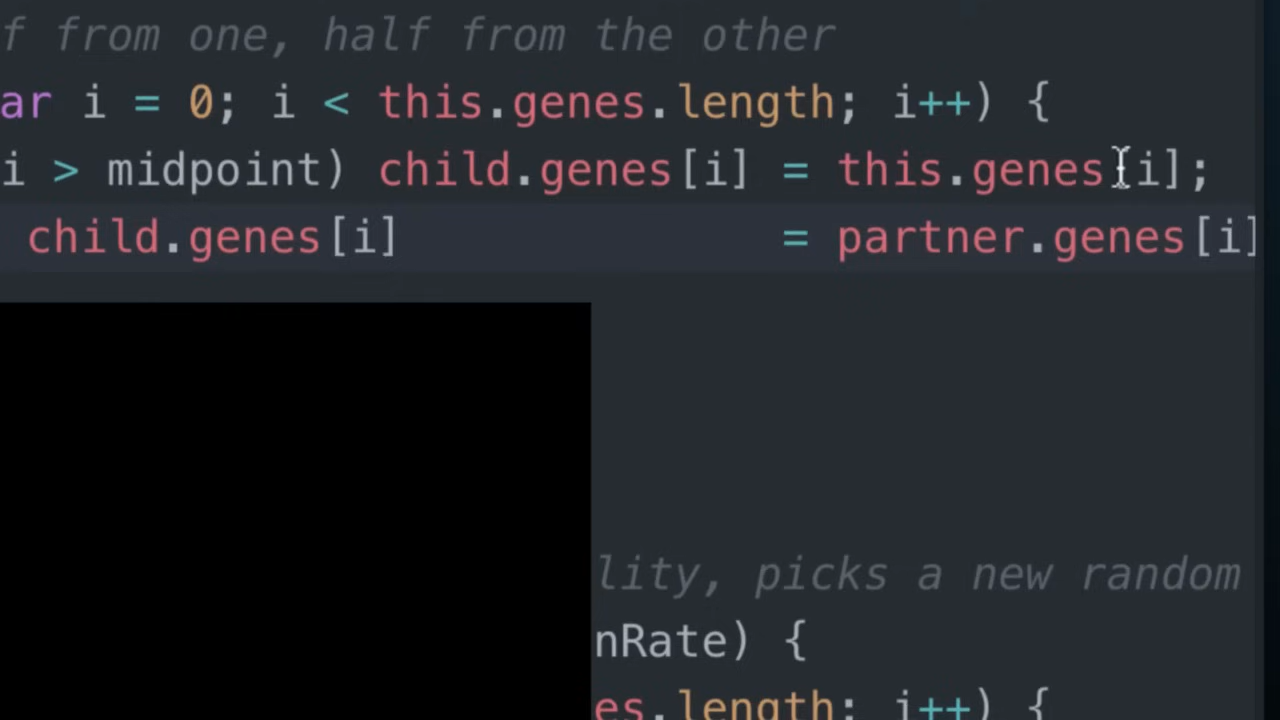 f from one, half from the other
ar i = 0; i < this.genes.length; i++) {
i > midpoint) child.genes[i] = this.genes[i];
child.genes[i] = partner.genes[i]
lity, picks a new random
nRate) {
es.length; i++) {